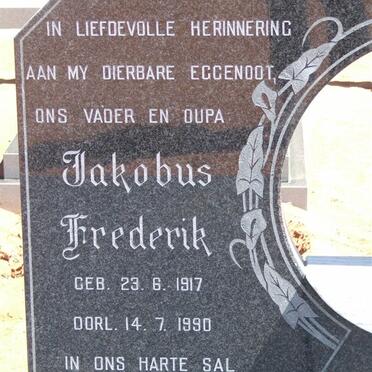 IN LIEFDEVOLLE HERINNERING
AAN MY DIERBARE EGGENOOT,
ONS VADER EN OUPA
Jakobus
Frederik
GEB. 23. 6. 1917
OORL. 14. 7. 1990
IN ONS HARTE SAL